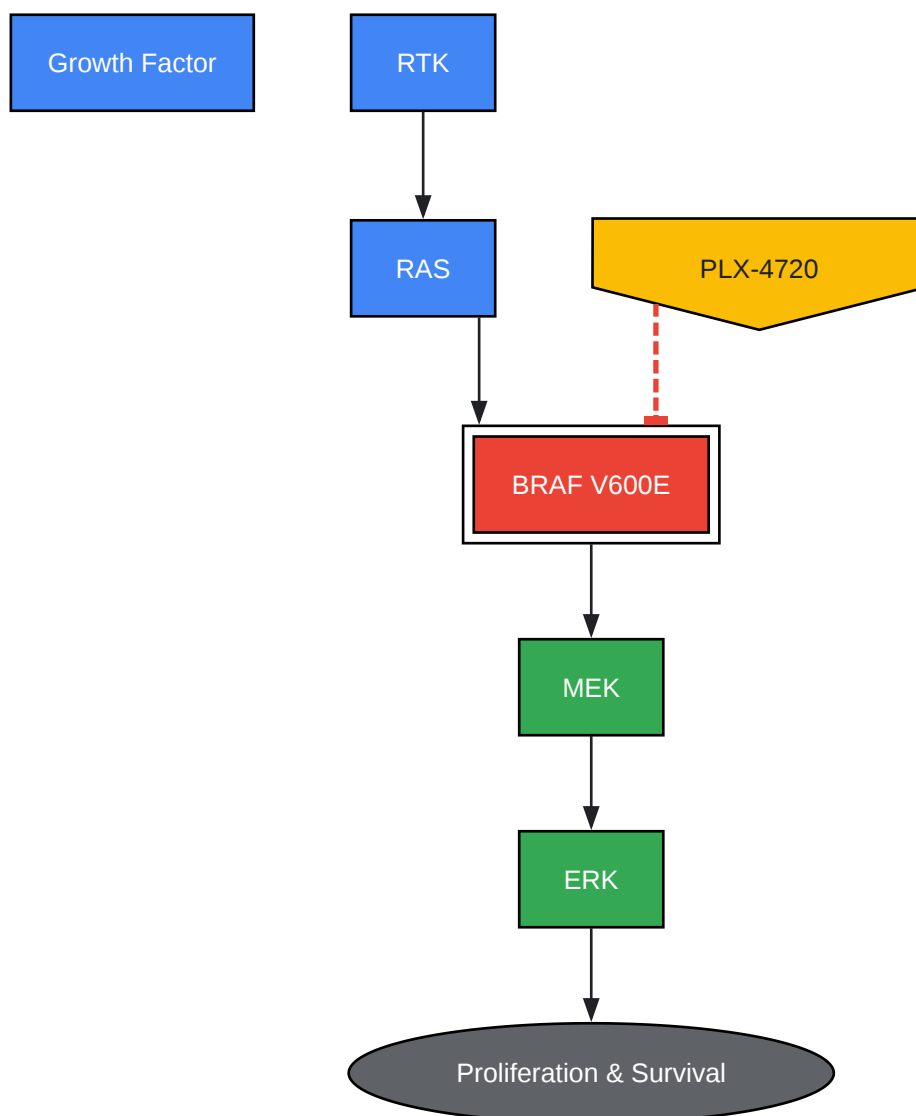 Growth Factor
RTK
RAS
PLX-4720
BRAF V600E
MEK
ERK
Proliferation & Survival